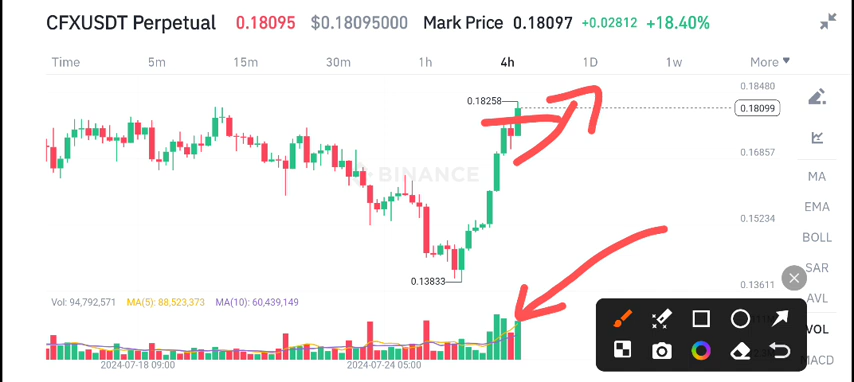 CFXUSDT Perpetual 0.18095 $0.18095000 Mark Price 0.18097 +0.02812 +18.40%
Time 5m 15m 30m 1h 4h 1D 1w More
0.18480
0.18258
0.18099
0.16857
BINANCE
MA
EMA
0.15234
BOLL
SAR
0.13833
0.13611
AVL
Vol: 94,792,571 MA(5): 88,523,373 MA(10): 60,439,149
VOL
MACD
2024-07-18 09:00 2024-07-24 05:00